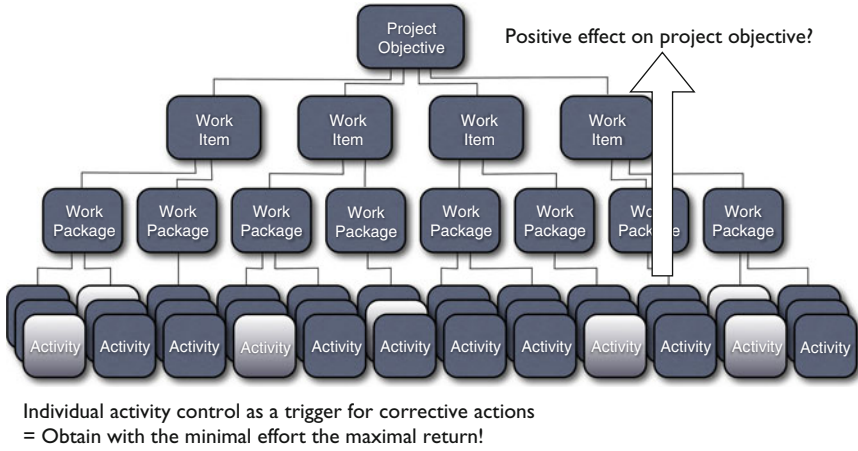 Project
Objective
Positive effect on project objective?
Work
Item
Work
Item
Work
Item
Work
Item
Work
Package
Work
Package
Work
Package
Work
Package
Work
Package
Work
Package
Work
Package
Work
Package
Activity
Activity
Activity
Activity
Activity
Activity
Activity
Activity
Activity
Activity
Activity
Activity
Individual activity control as a trigger for corrective actions
= Obtain with the minimal effort the maximal return!